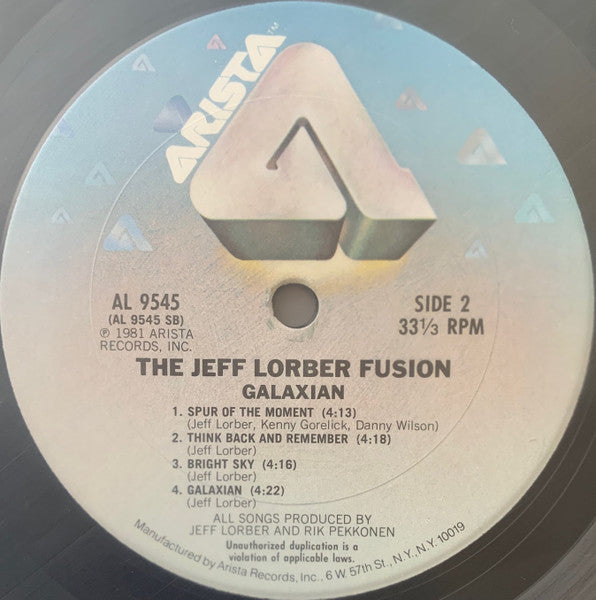 ARISTA™
AL 9545
(AL 9545 SB)
℗ 1981 ARISTA
RECORDS, INC.
SIDE 2
33⅓ RPM
THE JEFF LORBER FUSION
GALAXIAN
1. SPUR OF THE MOMENT (4:13)
(Jeff Lorber, Kenny Gorelick, Danny Wilson)
2. THINK BACK AND REMEMBER (4:18)
(Jeff Lorber)
3. BRIGHT SKY (4:16)
(Jeff Lorber)
4. GALAXIAN (4:22)
(Jeff Lorber)
ALL SONGS PRODUCED BY
JEFF LORBER AND RIK PEKKONEN
Unauthorized duplication is a
violation of applicable laws.
Manufactured by Arista Records, Inc., 6 W. 57th St., N.Y., N.Y. 10019